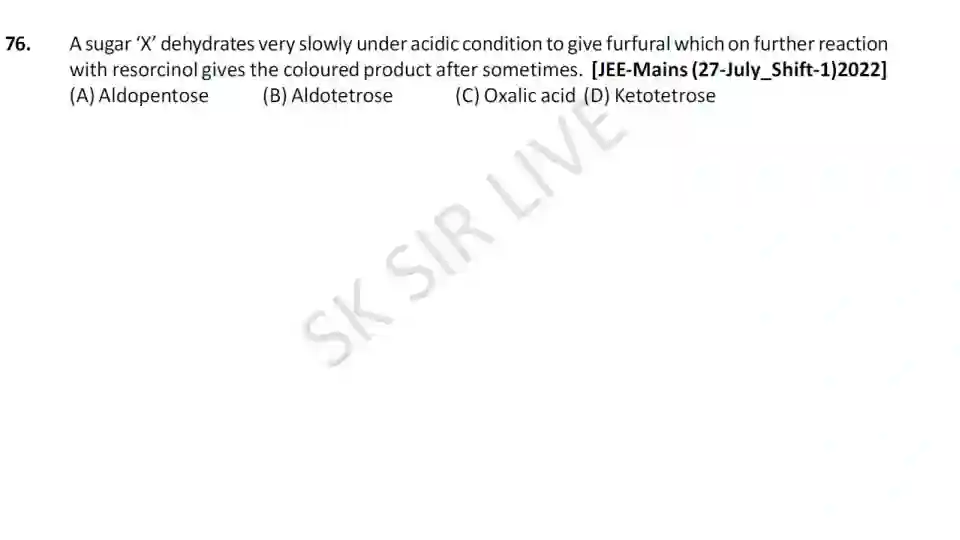 76. A sugar ‘X’ dehydrates very slowly under acidic condition to give furfural which on further reaction
with resorcinol gives the coloured product after sometimes. [JEE-Mains (27-July_Shift-1)2022]
(A) Aldopentose (B) Aldotetrose (C) Oxalic acid (D) Ketotetrose
SK SIR LIVE